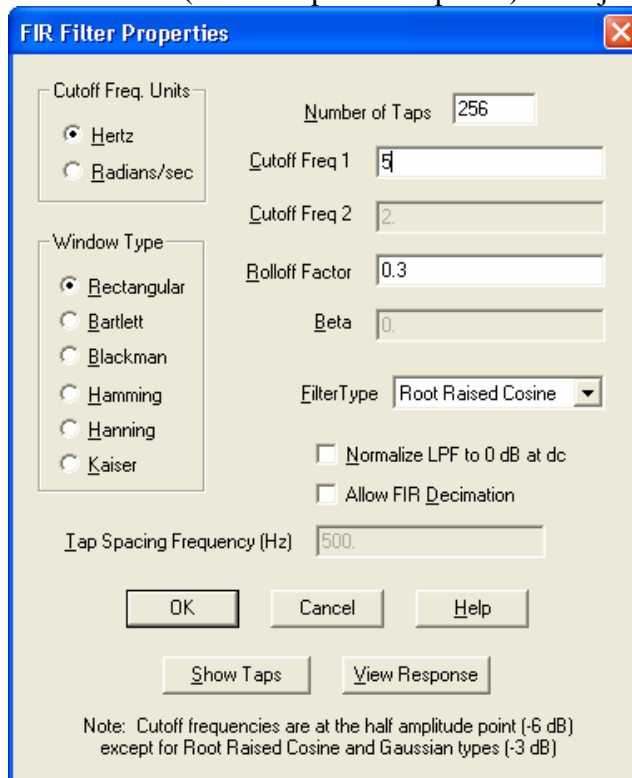 FIR Filter Properties
Cutoff Freq. Units
Hertz
Radians/sec
Number of Taps 256
Cutoff Freq 1 5
Cutoff Freq 2 2.
Rolloff Factor 0.3
Beta 0.
Window Type
Rectangular
Bartlett
Blackman
Hamming
Hanning
Kaiser
FilterType Root Raised Cosine
Normalize LPF to 0 dB at dc
Allow FIR Decimation
Tap Spacing Frequency (Hz) 500.
OK Cancel Help
Show Taps View Response
Note: Cutoff frequencies are at the half amplitude point (-6 dB)
except for Root Raised Cosine and Gaussian types (-3 dB)